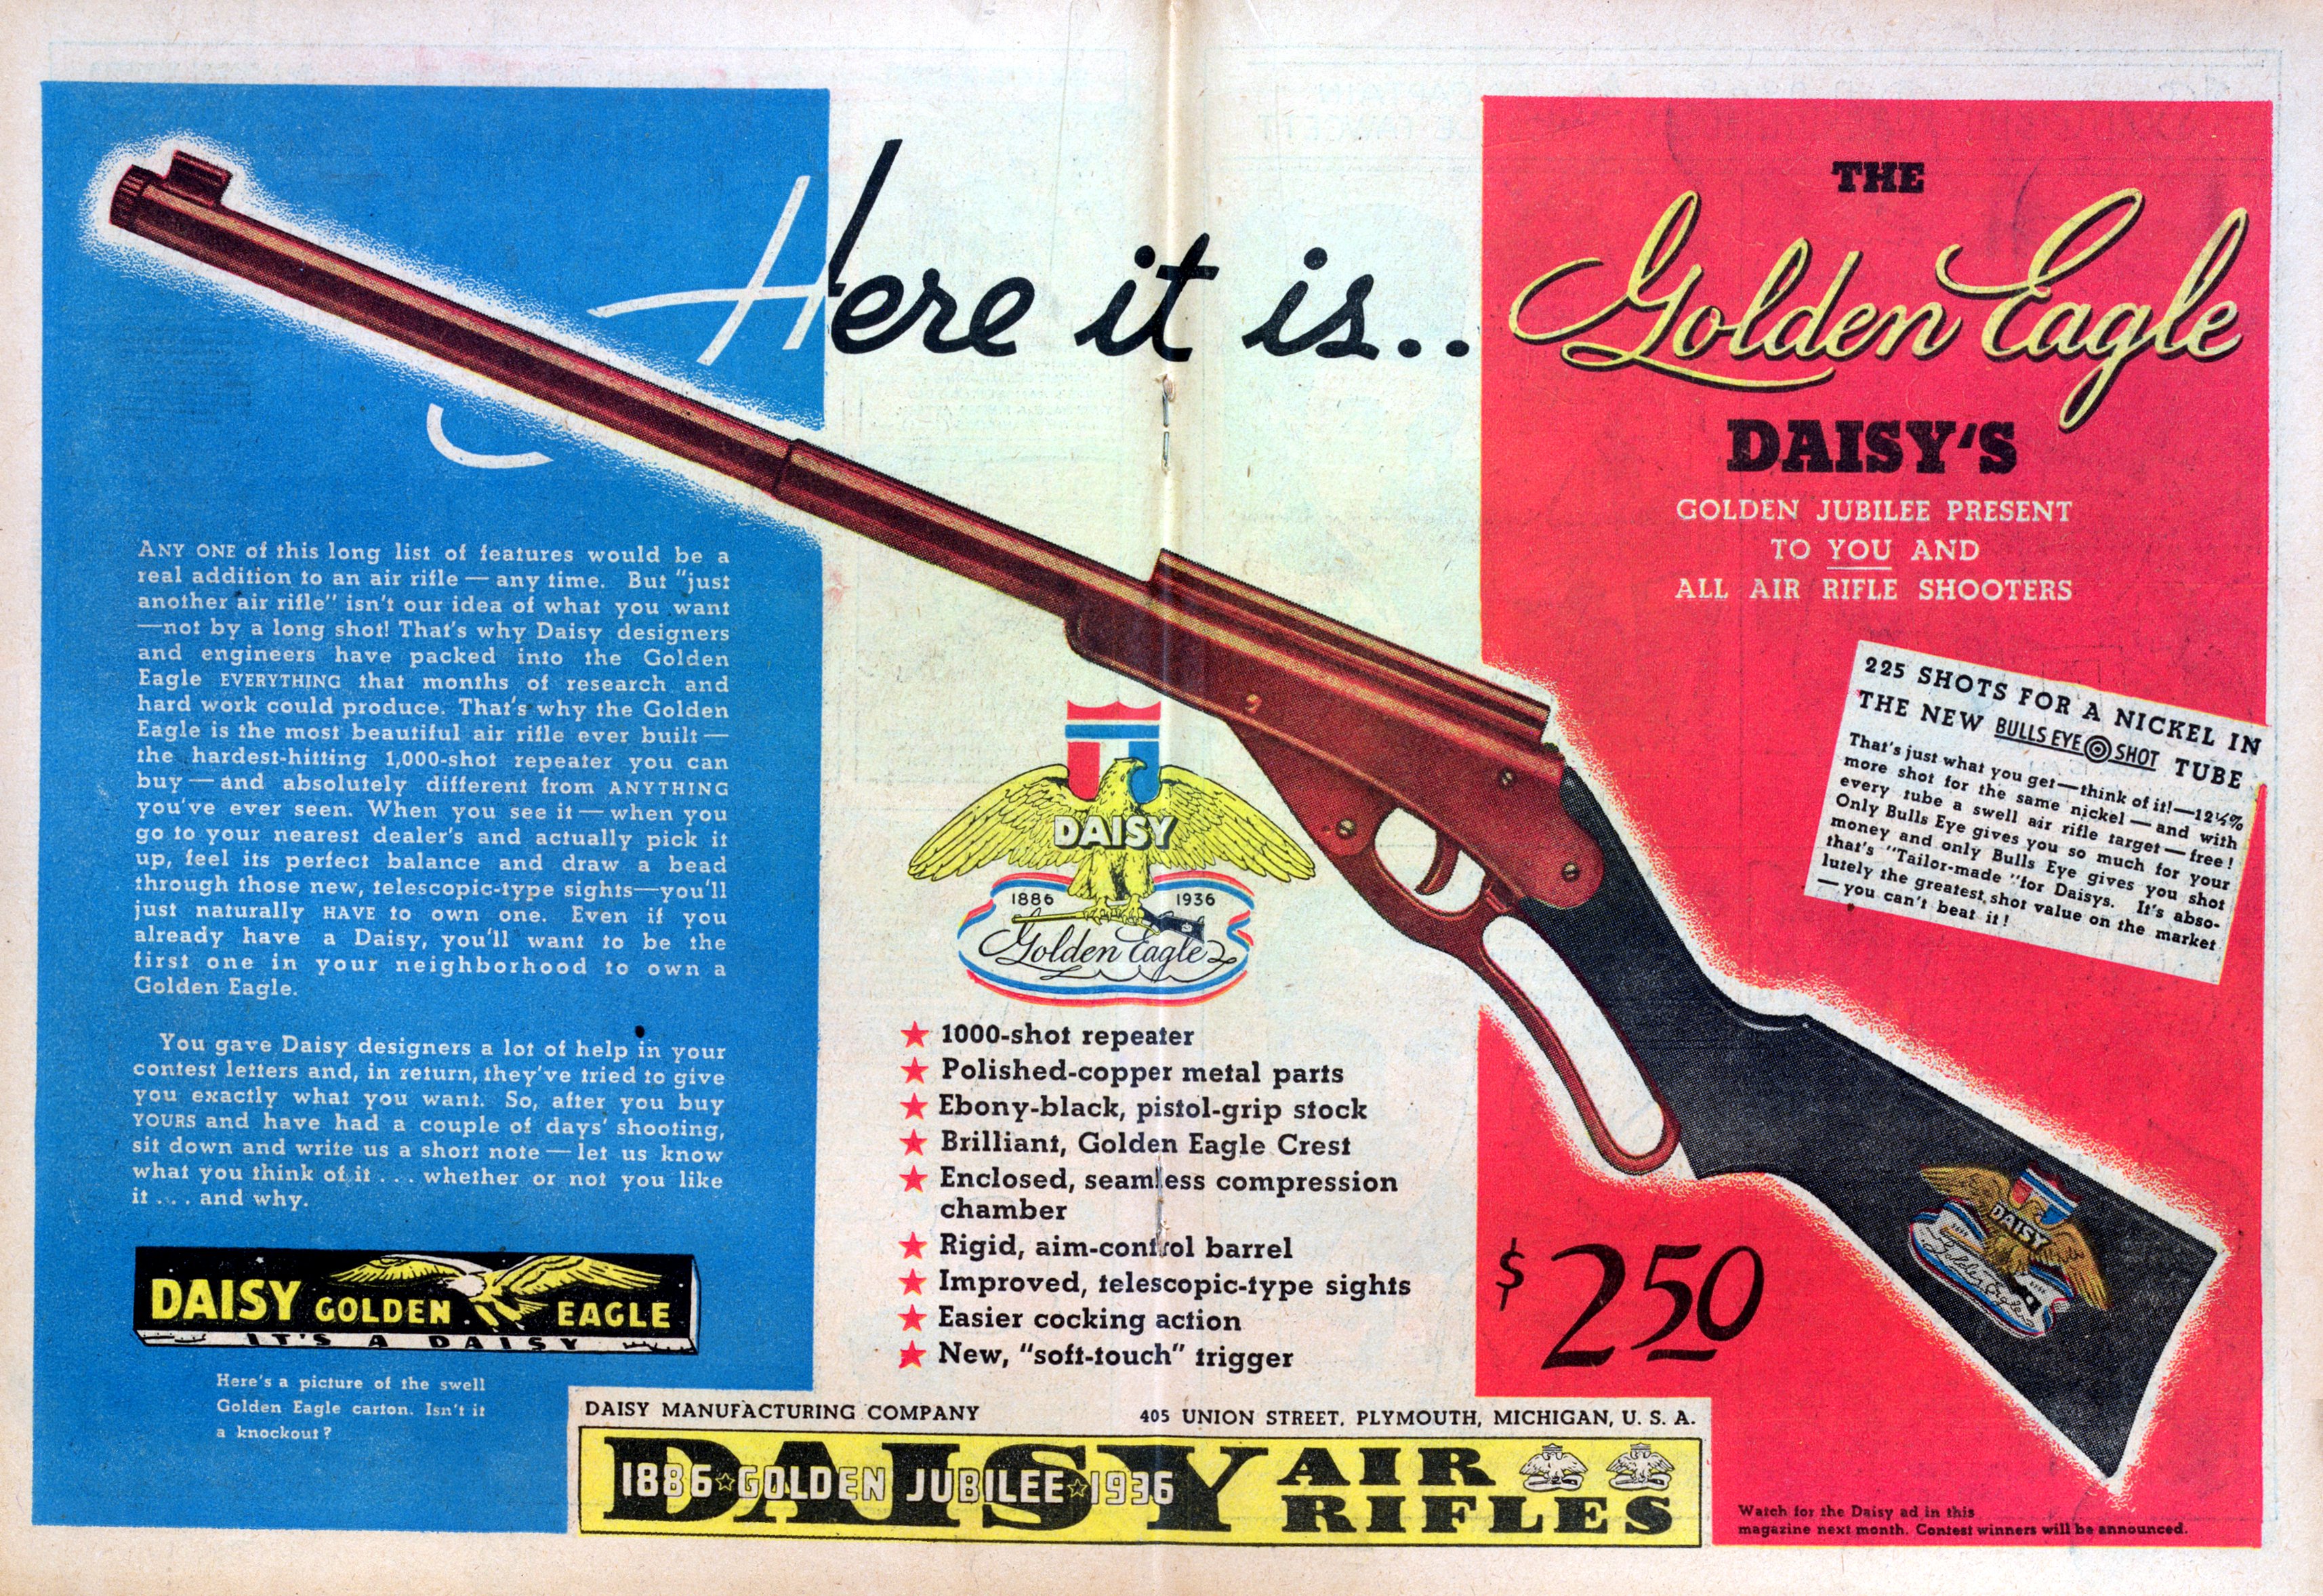 Here it is..
THE
Golden Eagle
DAISY'S
GOLDEN JUBILEE PRESENT
TO YOU AND
ALL AIR RIFLE SHOOTERS
225 SHOTS FOR A NICKEL IN
THE NEW BULLS EYE SHOT TUBE
That's just what you get—think of it!—12½%
more shot for the same nickel—and with
every tube a swell air rifle target—free!
Only Bulls Eye gives you so much for your
money and only Bulls Eye gives you shot
that's "Tailor-made" for Daisys. It's abso-
lutely the greatest shot value on the market
—you can't beat it!
ANY ONE of this long list of features would be a
real addition to an air rifle—any time. But "just
another air rifle" isn't our idea of what you want
—not by a long shot! That's why Daisy designers
and engineers have packed into the Golden
Eagle EVERYTHING that months of research and
hard work could produce. That's why the Golden
Eagle is the most beautiful air rifle ever built—
the hardest-hitting 1,000-shot repeater you can
buy—and absolutely different from ANYTHING
you've ever seen. When you see it—when you
go to your nearest dealer's and actually pick it
up, feel its perfect balance and draw a bead
through those new, telescopic-type sights—you'll
just naturally HAVE to own one. Even if you
already have a Daisy, you'll want to be the
first one in your neighborhood to own a
Golden Eagle.
You gave Daisy designers a lot of help in your
contest letters and, in return, they've tried to give
you exactly what you want. So, after you buy
YOURS and have had a couple of days' shooting,
sit down and write us a short note—let us know
what you think of it . . . whether or not you like
it . . . and why.
DAISY GOLDEN EAGLE
IT'S A DAISY
Here's a picture of the swell
Golden Eagle carton. Isn't it
a knockout?
DAISY
1886 1936
Golden Eagle
1000-shot repeater
Polished-copper metal parts
Ebony-black, pistol-grip stock
Brilliant, Golden Eagle Crest
Enclosed, seamless compression
chamber
Rigid, aim-control barrel
Improved, telescopic-type sights
Easier cocking action
New, "soft-touch" trigger
$2.50
DAISY
Golden Eagle
DAISY MANUFACTURING COMPANY 405 UNION STREET, PLYMOUTH, MICHIGAN, U. S. A.
DAISY AIR RIFLES
1886 GOLDEN JUBILEE 1936
Watch for the Daisy ad in this
magazine next month. Contest winners will be announced.